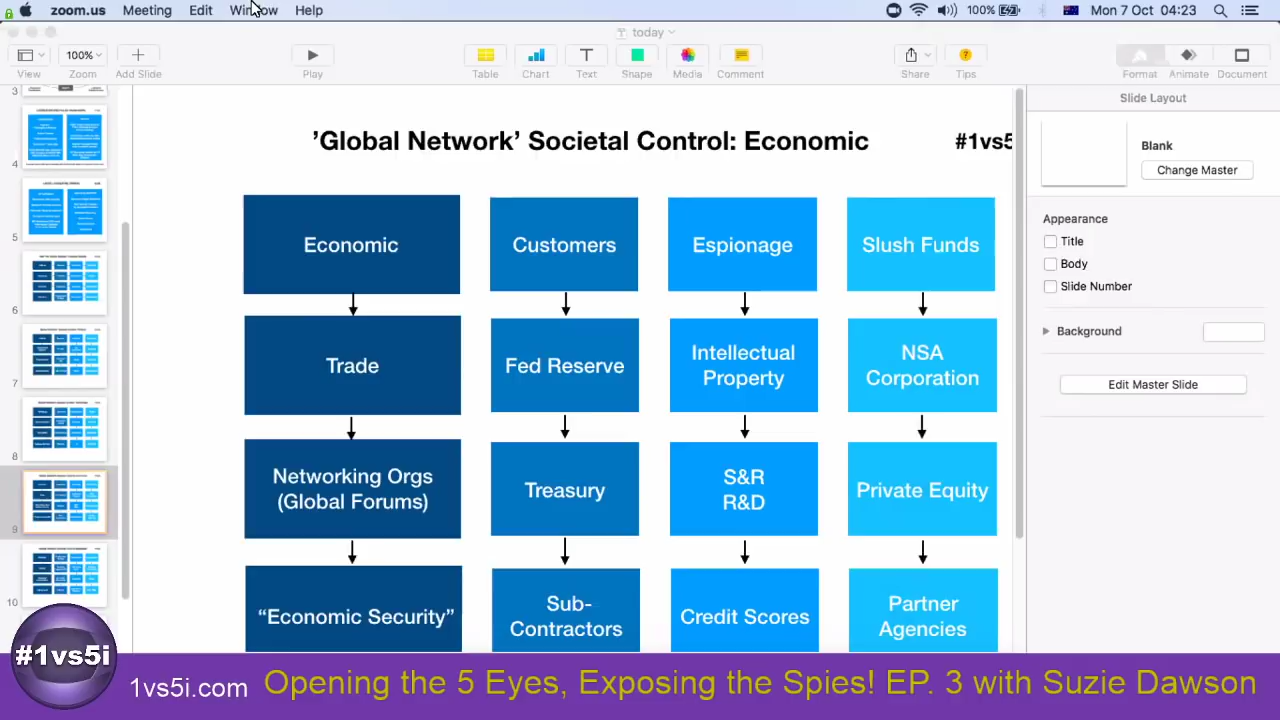 zoom.us Meeting Edit Window Help 100% Mon 7 Oct 04:23
today
100%
View Zoom Add Slide Play Table Chart Text Shape Media Comment Share Tips Format Animate Document
3
4
5
6
7
8
9
10
’Global Network’ Societal Control: Economic
#1vs5
Economic
Customers
Espionage
Slush Funds
Trade
Fed Reserve
Intellectual
Property
NSA
Corporation
Networking Orgs
(Global Forums)
Treasury
S&R
R&D
Private Equity
“Economic Security”
Sub-
Contractors
Credit Scores
Partner
Agencies
Slide Layout
Blank
Change Master
Appearance
Title
Body
Slide Number
Background
Edit Master Slide
#1vs5i
1vs5i.com
Opening the 5 Eyes, Exposing the Spies! EP. 3 with Suzie Dawson